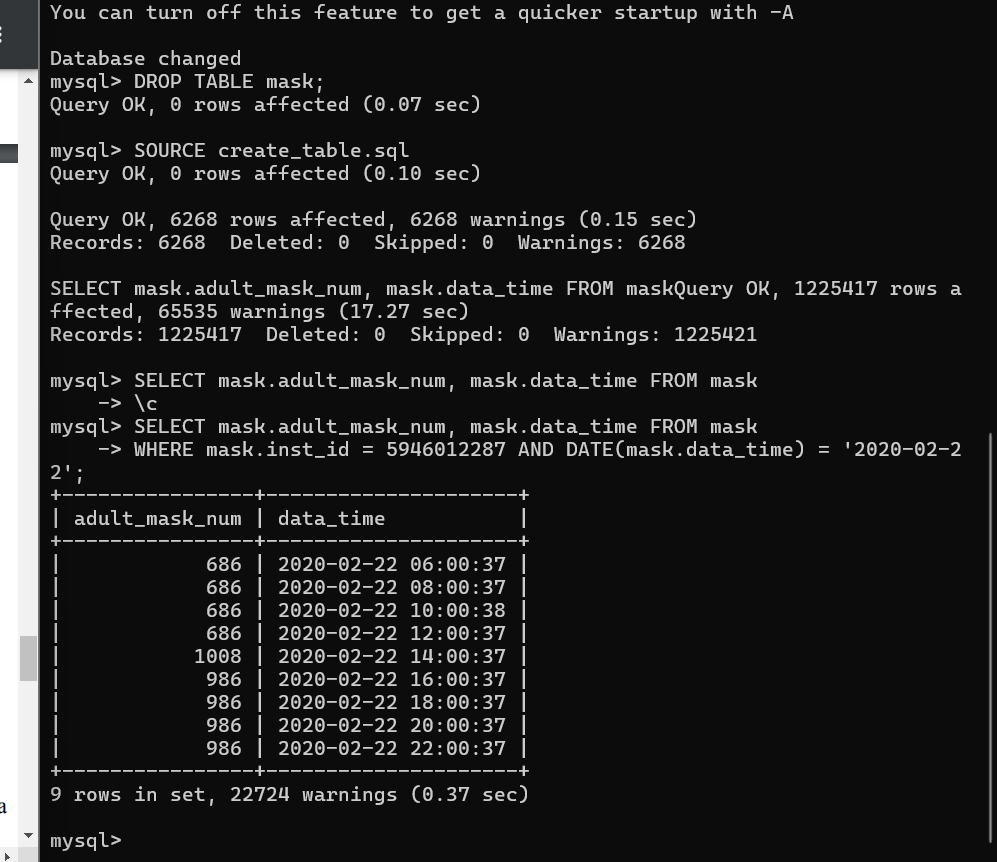 You can turn off this feature to get a quicker startup with -A
Database changed
mysql> DROP TABLE mask;
Query OK, 0 rows affected (0.07 sec)
mysql> SOURCE create_table.sql
Query OK, 0 rows affected (0.10 sec)
Query OK, 6268 rows affected, 6268 warnings (0.15 sec)
Records: 6268  Deleted: 0  Skipped: 0  Warnings: 6268
SELECT mask.adult_mask_num, mask.data_time FROM maskQuery OK, 1225417 rows a
ffected, 65535 warnings (17.27 sec)
Records: 1225417  Deleted: 0  Skipped: 0  Warnings: 1225421
mysql> SELECT mask.adult_mask_num, mask.data_time FROM mask
    -> \c
mysql> SELECT mask.adult_mask_num, mask.data_time FROM mask
    -> WHERE mask.inst_id = 5946012287 AND DATE(mask.data_time) = '2020-02-2
2';
+----------------+---------------------+
| adult_mask_num | data_time           |
+----------------+---------------------+
|            686 | 2020-02-22 06:00:37 |
|            686 | 2020-02-22 08:00:37 |
|            686 | 2020-02-22 10:00:38 |
|            686 | 2020-02-22 12:00:37 |
|           1008 | 2020-02-22 14:00:37 |
|            986 | 2020-02-22 16:00:37 |
|            986 | 2020-02-22 18:00:37 |
|            986 | 2020-02-22 20:00:37 |
|            986 | 2020-02-22 22:00:37 |
+----------------+---------------------+
9 rows in set, 22724 warnings (0.37 sec)
mysql>
a